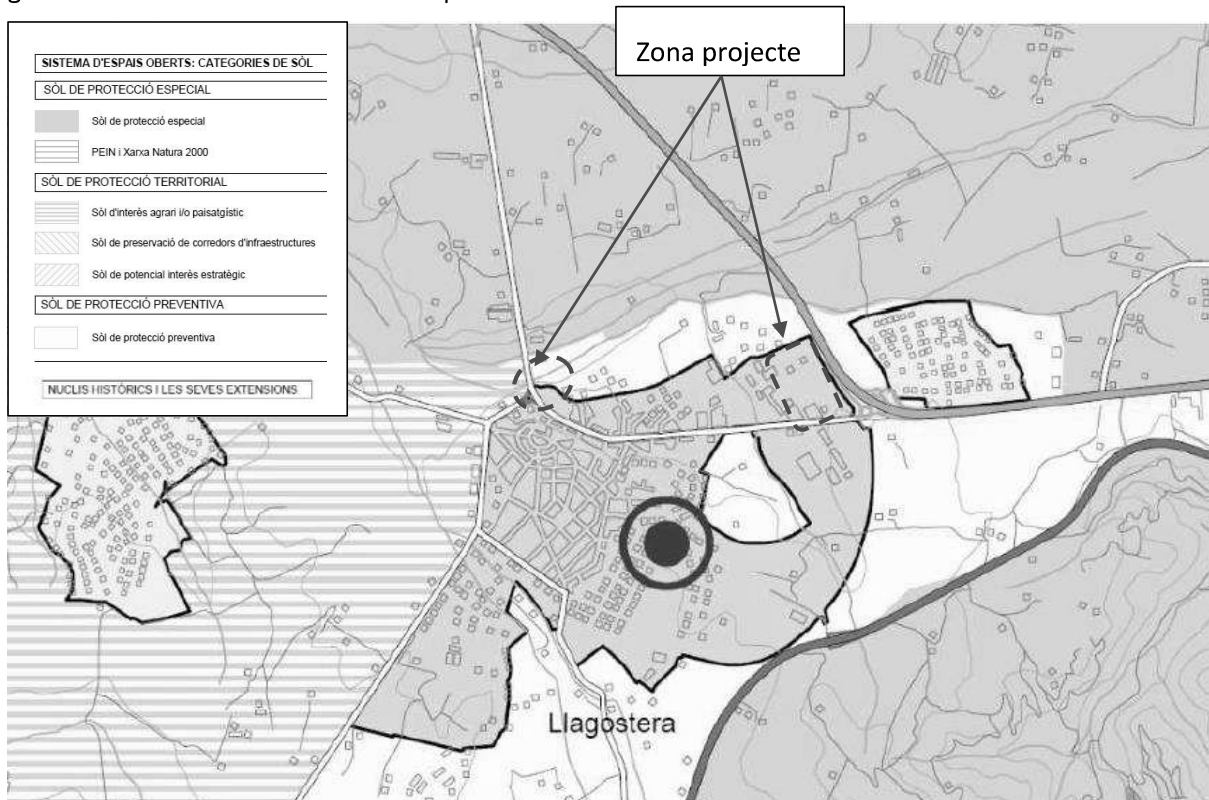 Zona projecte
SISTEMA D'ESPAIS OBERTS: CATEGORIES DE SÒL
SÒL DE PROTECCIÓ ESPECIAL
Sòl de protecció especial
PEIN i Xarxa Natura 2000
SÒL DE PROTECCIÓ TERRITORIAL
Sòl d'interès agrari i/o paisatgístic
Sòl de preservació de corredors d'infraestructures
Sòl de potencial interès estratègic
SÒL DE PROTECCIÓ PREVENTIVA
Sòl de protecció preventiva
NUCLIS HISTÒRICS I LES SEVES EXTENSIONS
Llagostera